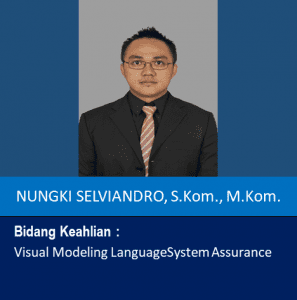 NUNGKI SELVIANDRO, S.Kom., M.Kom.
Bidang Keahlian :
Visual Modeling LanguageSystem Assurance